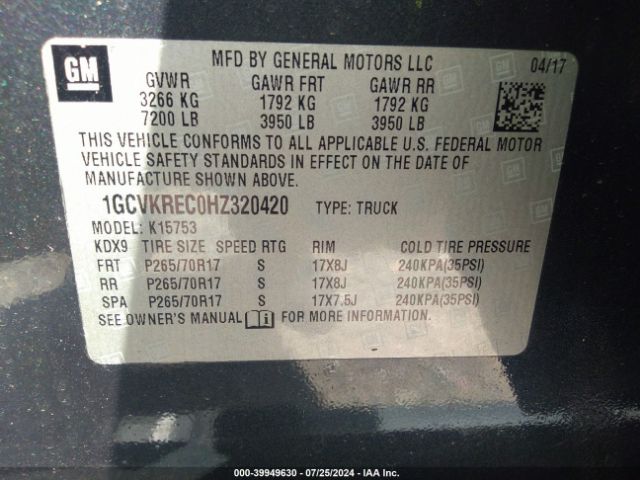 GM
MFD BY GENERAL MOTORS LLC 04/17
GVWR GAWR FRT GAWR RR
3266 KG 1792 KG 1792 KG
7200 LB 3950 LB 3950 LB
THIS VEHICLE CONFORMS TO ALL APPLICABLE U.S. FEDERAL MOTOR
VEHICLE SAFETY STANDARDS IN EFFECT ON THE DATE OF
MANUFACTURE SHOWN ABOVE.
1GCVKREC0HZ320420 TYPE: TRUCK
MODEL: K15753
KDX9 TIRE SIZE SPEED RTG RIM COLD TIRE PRESSURE
FRT P265/70R17 S 17X8J 240KPA(35PSI)
RR P265/70R17 S 17X8J 240KPA(35PSI)
SPA P265/70R17 S 17X7.5J 240KPA(35PSI)
SEE OWNER'S MANUAL FOR MORE INFORMATION.
000-39949630 - 07/25/2024 - IAA Inc.